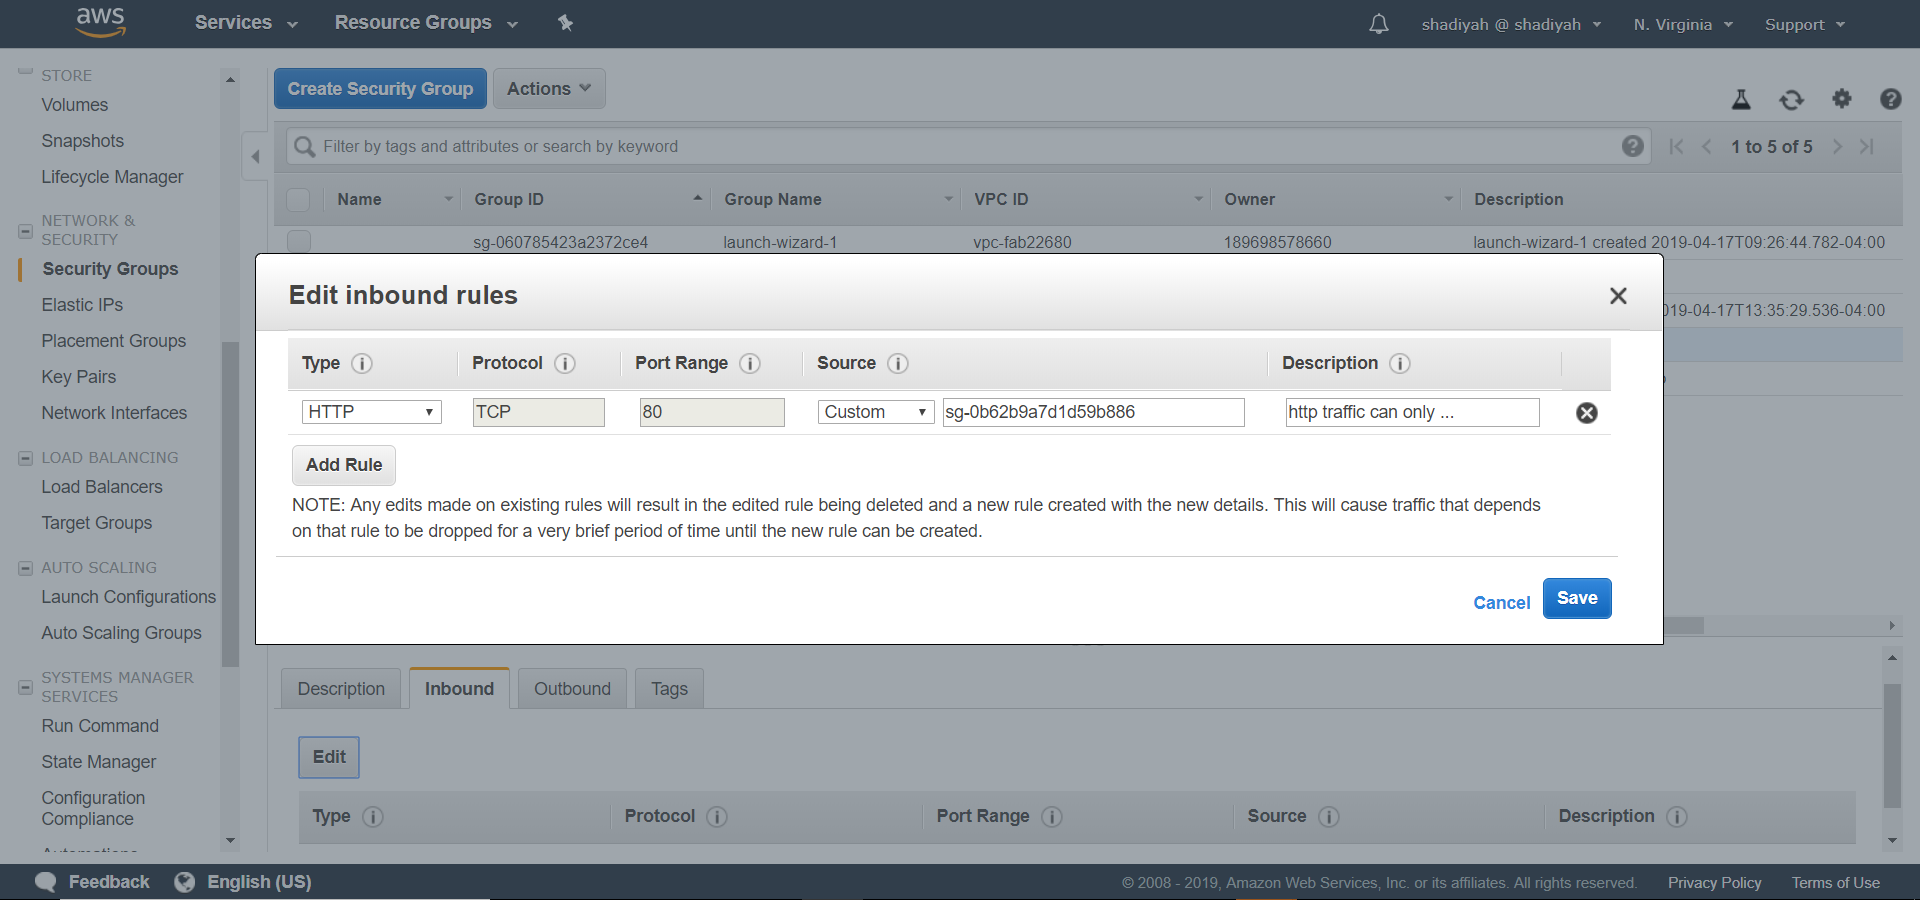 aws Services Resource Groups shadiyah @ shadiyah N. Virginia Support
STORE
Volumes
Snapshots
Lifecycle Manager
NETWORK &
SECURITY
Security Groups
Elastic IPs
Placement Groups
Key Pairs
Network Interfaces
LOAD BALANCING
Load Balancers
Target Groups
AUTO SCALING
Launch Configurations
Auto Scaling Groups
SYSTEMS MANAGER
SERVICES
Run Command
State Manager
Configuration
Compliance
Create Security Group Actions
Filter by tags and attributes or search by keyword 1 to 5 of 5
Name Group ID Group Name VPC ID Owner Description
sg-060785423a2372ce4 launch-wizard-1 vpc-fab22680 189698578660 launch-wizard-1 created 2019-04-17T09:26:44.782-04:00
19-04-17T13:35:29.536-04:00
Edit inbound rules
Type Protocol Port Range Source Description
HTTP TCP 80 Custom sg-0b62b9a7d1d59b886 http traffic can only ...
Add Rule
NOTE: Any edits made on existing rules will result in the edited rule being deleted and a new rule created with the new details. This will cause traffic that depends
on that rule to be dropped for a very brief period of time until the new rule can be created.
Cancel Save
Description Inbound Outbound Tags
Edit
Type Protocol Port Range Source Description
Feedback English (US) © 2008 - 2019, Amazon Web Services, Inc. or its affiliates. All rights reserved. Privacy Policy Terms of Use